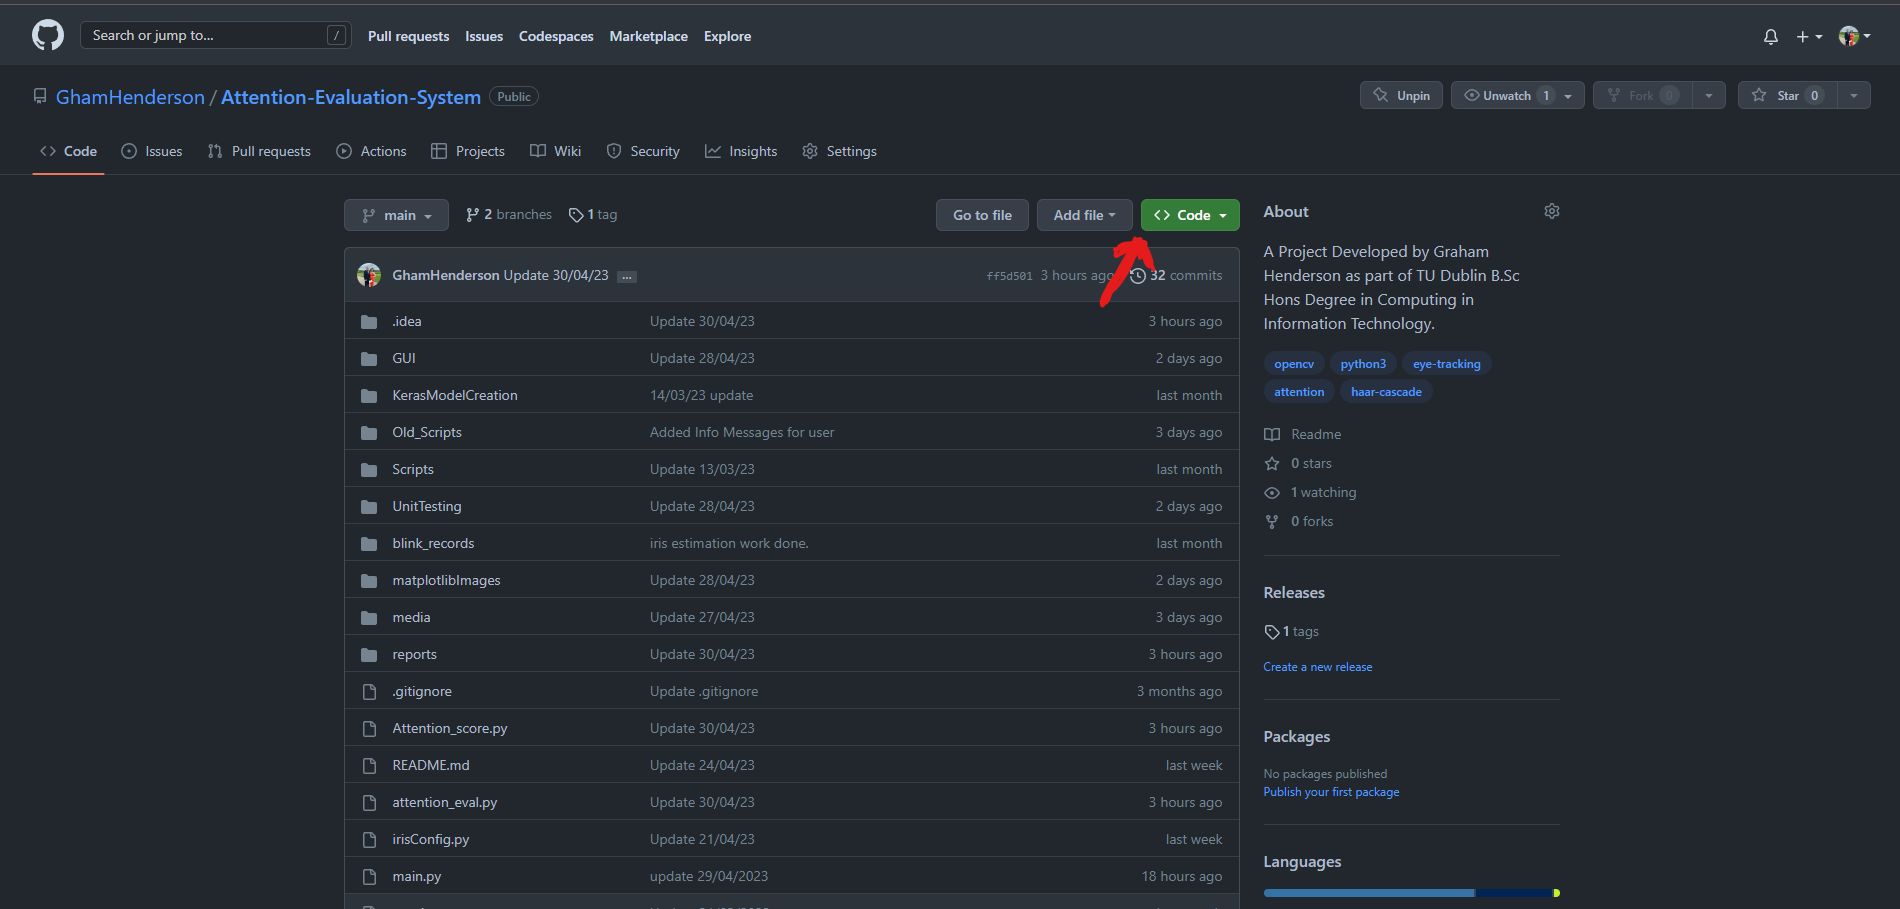 Search or jump to... / Pull requests Issues Codespaces Marketplace Explore
GhamHenderson / Attention-Evaluation-System Public Unpin Unwatch 1 Fork 0 Star 0
Code Issues Pull requests Actions Projects Wiki Security Insights Settings
main 2 branches 1 tag Go to file Add file Code
GhamHenderson Update 30/04/23 ... ff5d501 3 hours ago 32 commits
.idea Update 30/04/23 3 hours ago
GUI Update 28/04/23 2 days ago
KerasModelCreation 14/03/23 update last month
Old_Scripts Added Info Messages for user 3 days ago
Scripts Update 13/03/23 last month
UnitTesting Update 28/04/23 2 days ago
blink_records iris estimation work done. last month
matplotlibImages Update 28/04/23 2 days ago
media Update 27/04/23 3 days ago
reports Update 30/04/23 3 hours ago
.gitignore Update .gitignore 3 months ago
Attention_score.py Update 30/04/23 3 hours ago
README.md Update 24/04/23 last week
attention_eval.py Update 30/04/23 3 hours ago
irisConfig.py Update 21/04/23 last week
main.py update 29/04/2023 18 hours ago
About
A Project Developed by Graham
Henderson as part of TU Dublin B.Sc
Hons Degree in Computing in
Information Technology.
opencv python3 eye-tracking
attention haar-cascade
Readme
0 stars
1 watching
0 forks
Releases
1 tags
Create a new release
Packages
No packages published
Publish your first package
Languages